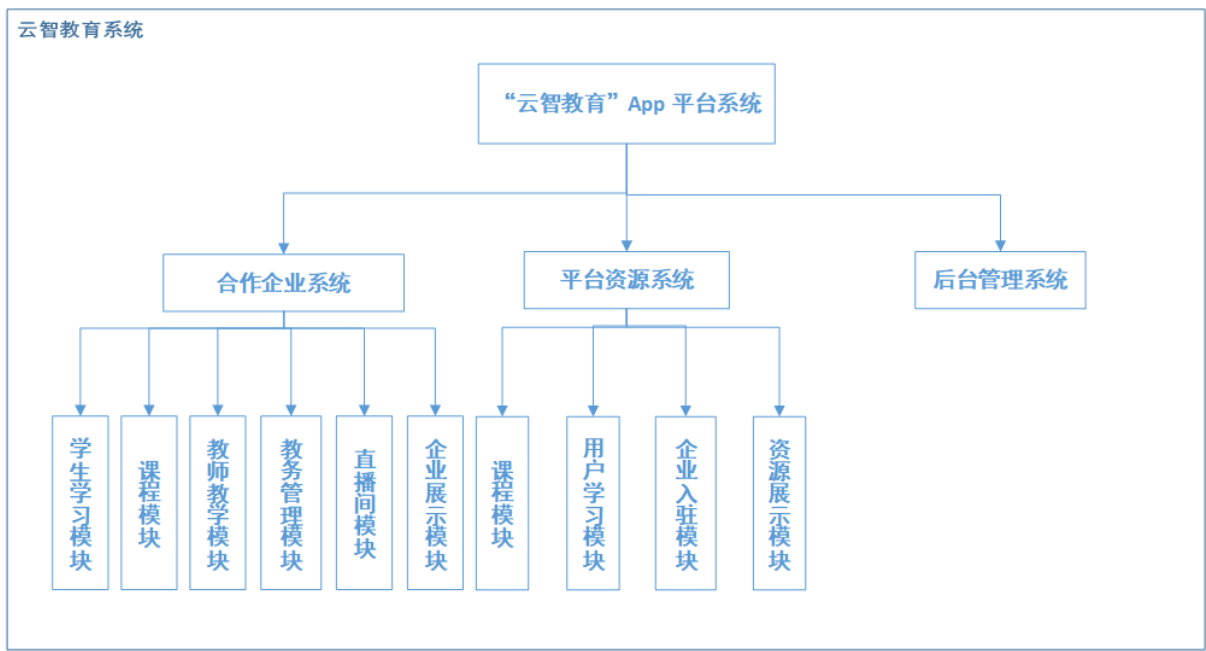 云智教育系统
“云智教育”App 平台系统
合作企业系统
平台资源系统
后台管理系统
学生学习模块
课程模块
教师教学模块
教务管理模块
直播间模块
企业展示模块
课程模块
用户学习模块
企业入驻模块
资源展示模块